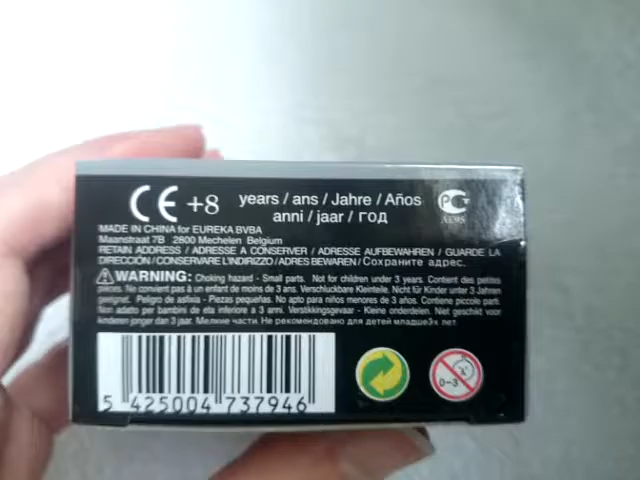 CE +8 years / ans / Jahre / Años
anni / jaar / год
MADE IN CHINA for EUREKA BVBA
Maanstraat 7B 2800 Mechelen Belgium
RETAIN ADDRESS / ADRESSE A CONSERVER / ADRESSE AUFBEWAHREN / GUARDE LA
DIRECCIÓN / CONSERVARE L'INDIRIZZO / ADRES BEWAREN / Сохраните адрес.
WARNING: Choking hazard - Small parts. Not for children under 3 years. Contient des petites
pièces. Ne convient pas à un enfant de moins de 3 ans. Verschluckbare Kleinteile. Nicht für Kinder unter 3 Jahren
geeignet. Peligro de asfixia - Piezas pequeñas. No apto para niños menores de 3 años. Contiene piccole parti.
Non adatto per bambini de eta inferiore a 3 anni. Verstikkingsgevaar - Kleine onderdelen. Niet geschikt voor
kinderen jonger dan 3 jaar. Мелкие части. Не рекомендовано для детей младше 3х лет.
5 425004 737946
0-3